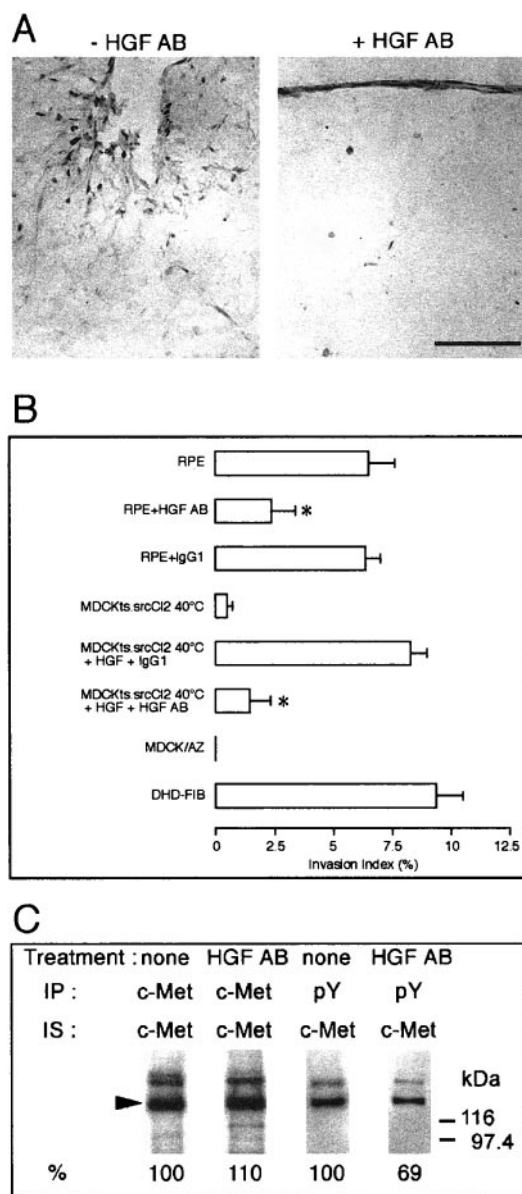 A
- HGF AB
+ HGF AB
B
RPE
RPE+HGF AB
*
RPE+IgG1
MDCKts.srcCl2 40°C
MDCKts.srcCl2 40°C
+ HGF + IgG1
MDCKts.srcCl2 40°C
+ HGF + HGF AB
*
MDCK/AZ
DHD-FIB
0 2.5 5 7.5 10 12.5
Invasion Index (%)
C
Treatment : none HGF AB none HGF AB
IP : c-Met c-Met pY pY
IS : c-Met c-Met c-Met c-Met
kDa
116
97.4
% 100 110 100 69